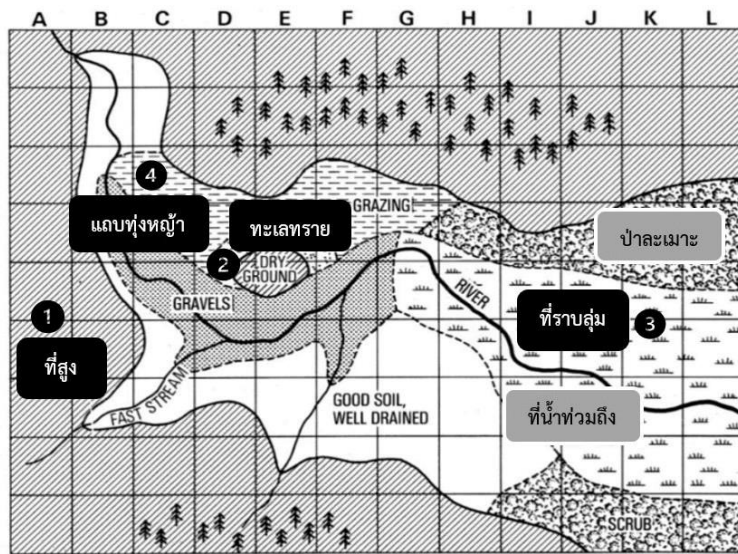 A B C D E F G H I J K L
4
แถบทุ่งหญ้า
ทะเลทราย
GRAZING
ป่าละเมาะ
2
DRY
GROUND
GRAVELS
RIVER
1
ที่ราบลุ่ม
3
ที่สูง
FAST STREAM
GOOD SOIL,
WELL DRAINED
ที่น้ำท่วมถึง
SCRUB